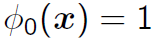 ϕ₀(𝒙) = 1